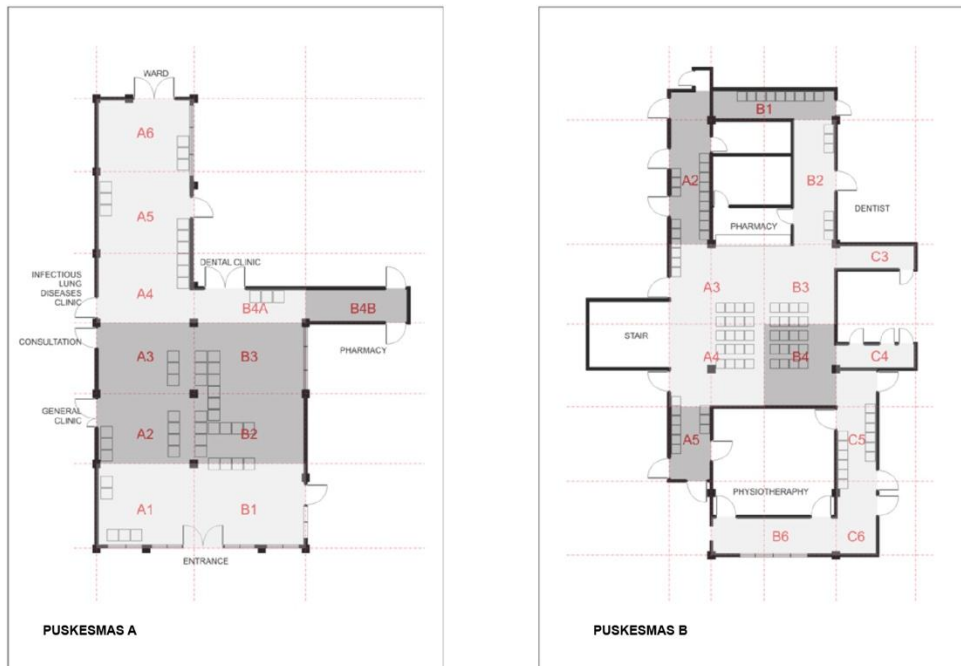 WARD
A6
A5
DENTAL CLINIC
INFECTIOUS
LUNG
DISEASES
CLINIC
A4
B4A
B4B
CONSULTATION
PHARMACY
A3
B3
GENERAL
CLINIC
A2
B2
A1
B1
ENTRANCE
PUSKESMAS A
B1
A2
B2
DENTIST
PHARMACY
C3
A3
B3
STAIR
A4
B4
C4
A5
C5
PHYSIOTHERAPHY
B6
C6
PUSKESMAS B